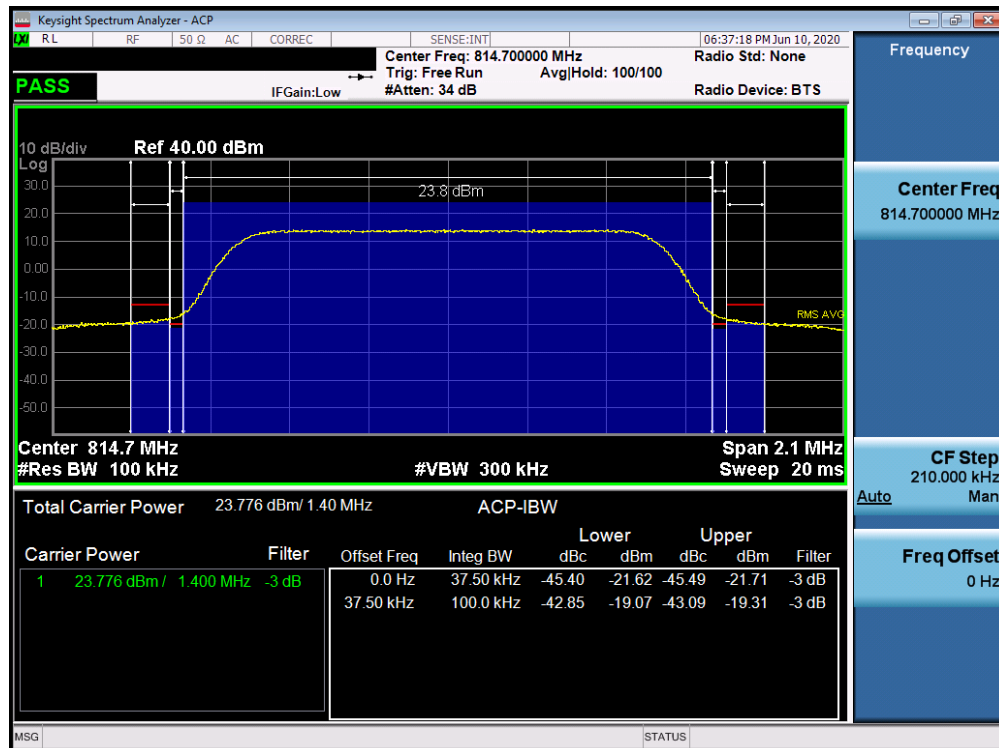 Keysight Spectrum Analyzer - ACP
LXI RL RF 50 Ω AC CORREC SENSE:INT 06:37:18 PM Jun 10, 2020
Center Freq: 814.700000 MHz Radio Std: None
Trig: Free Run Avg|Hold: 100/100
PASS IFGain:Low #Atten: 34 dB Radio Device: BTS
10 dB/div Ref 40.00 dBm
Log
30.0
23.8 dBm
20.0
10.0
0.00
-10.0
RMS AVG
-20.0
-30.0
-40.0
-50.0
Center 814.7 MHz Span 2.1 MHz
#Res BW 100 kHz #VBW 300 kHz Sweep 20 ms
Total Carrier Power 23.776 dBm/ 1.40 MHz ACP-IBW
Lower Upper
Carrier Power Filter Offset Freq Integ BW dBc dBm dBc dBm Filter
1 23.776 dBm / 1.400 MHz -3 dB 0.0 Hz 37.50 kHz -45.40 -21.62 -45.49 -21.71 -3 dB
37.50 kHz 100.0 kHz -42.85 -19.07 -43.09 -19.31 -3 dB
MSG STATUS
Frequency
Center Freq
814.700000 MHz
CF Step
210.000 kHz
Auto Man
Freq Offset
0 Hz